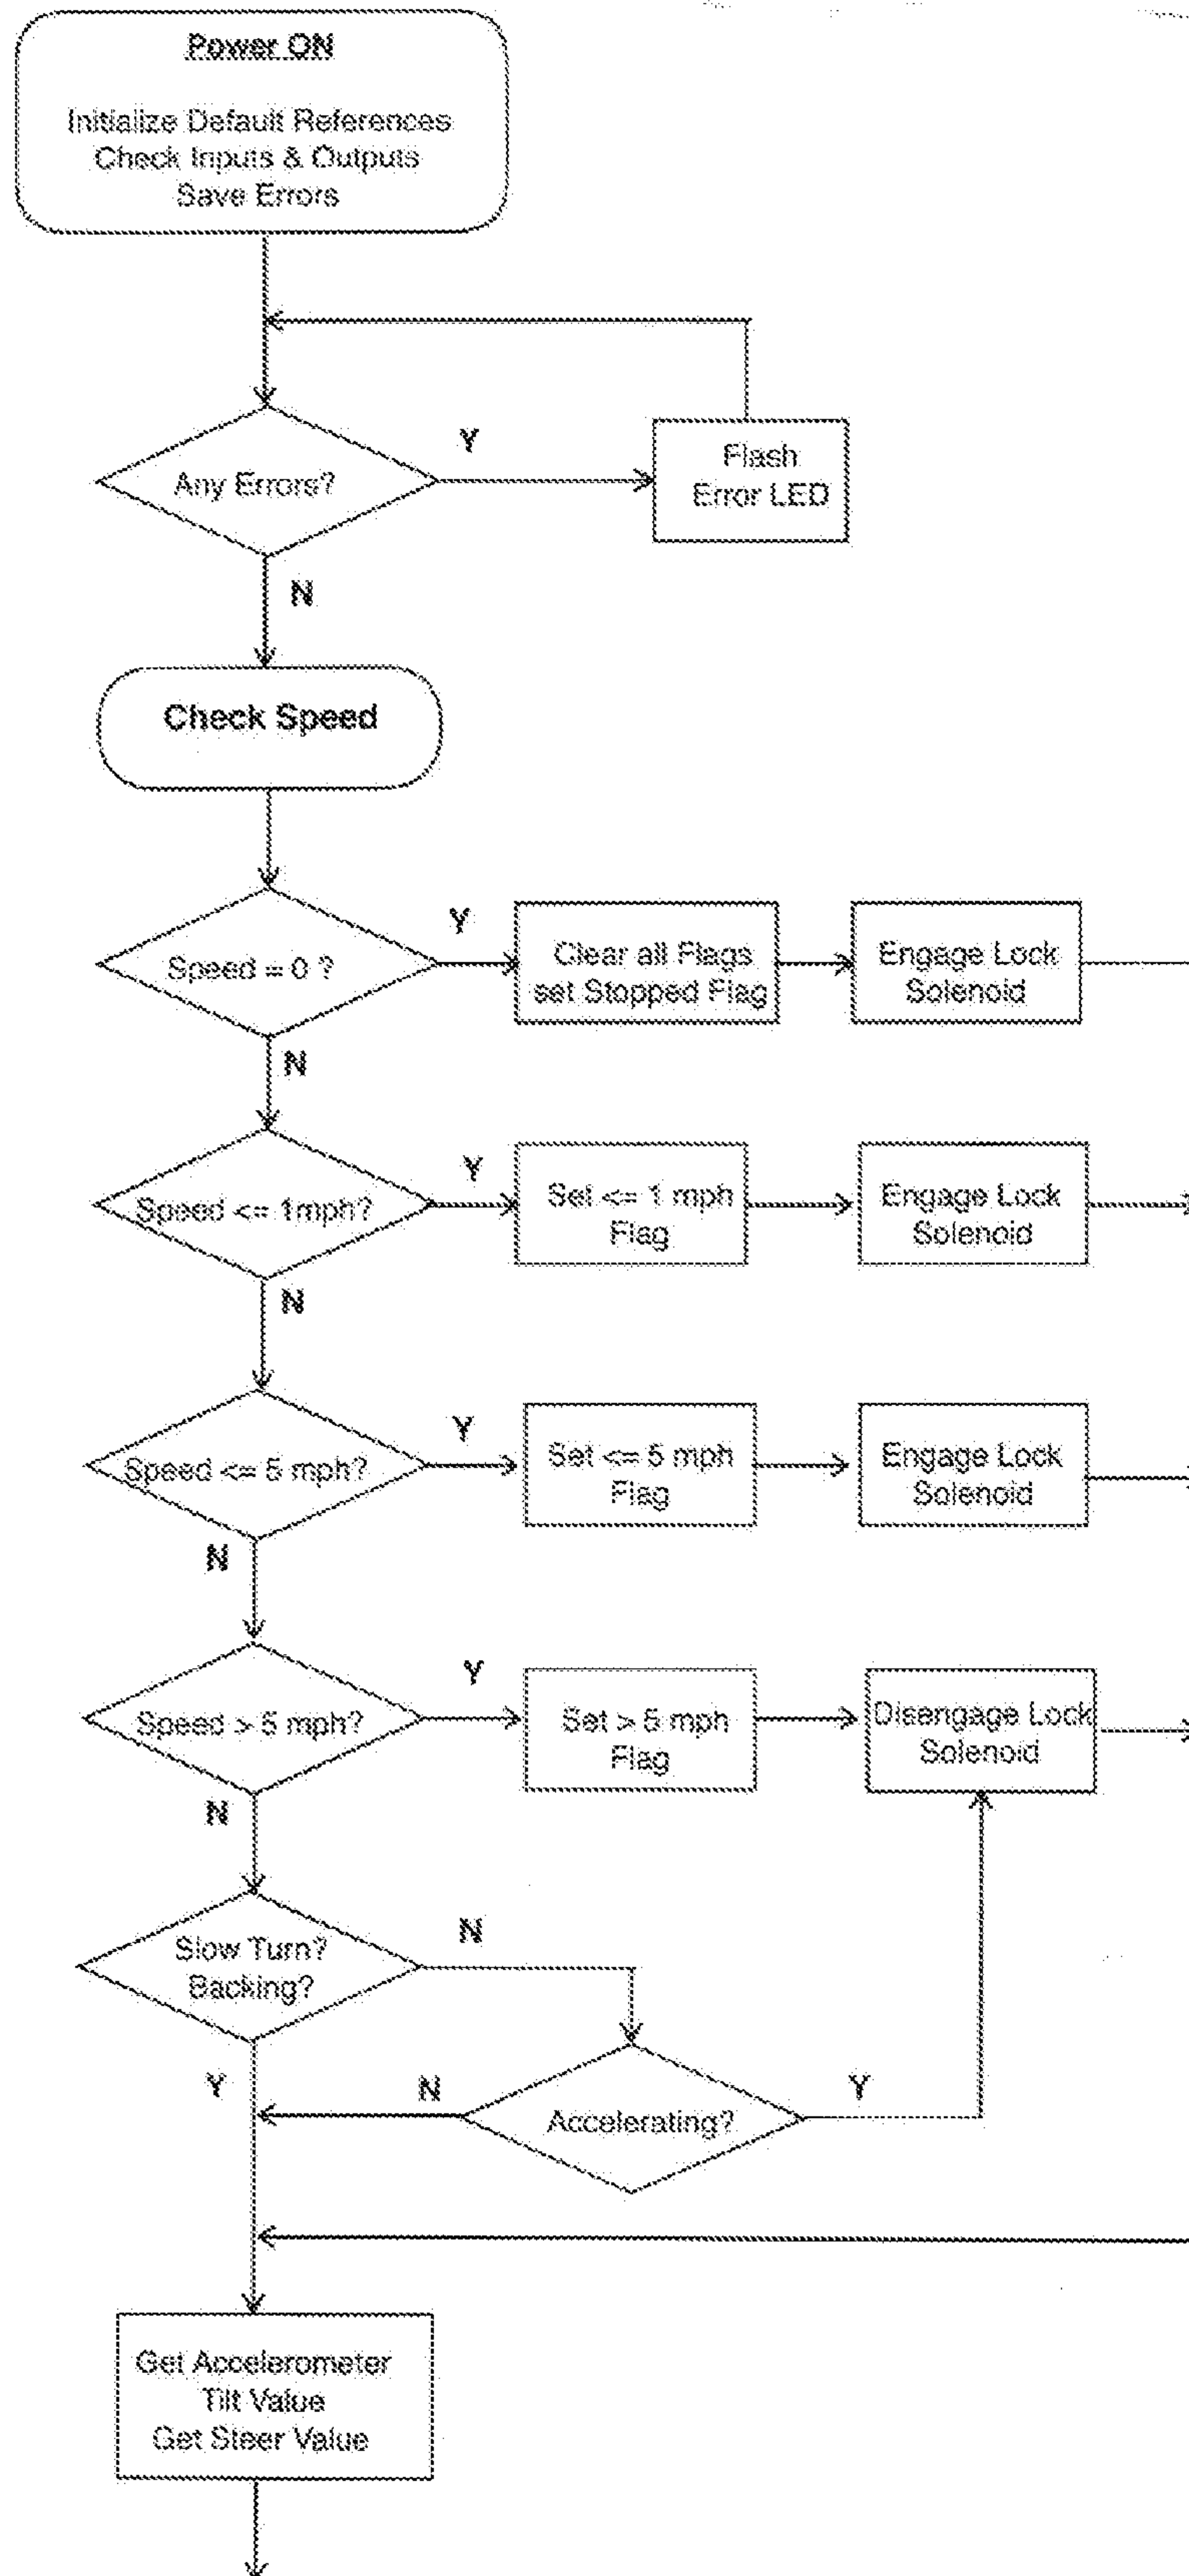 Power ON
Initialize Default References
Check Inputs & Outputs
Save Errors
Any Errors?
Y
Flash
Error LED
N
Check Speed
Speed = 0 ?
Y
Clear all Flags
set Stopped Flag
Engage Lock
Solenoid
N
Speed <= 1mph?
Y
Set <= 1 mph
Flag
Engage Lock
Solenoid
N
Speed <= 5 mph?
Y
Set <= 5 mph
Flag
Engage Lock
Solenoid
N
Speed > 5 mph?
Y
Set > 5 mph
Flag
Disengage Lock
Solenoid
N
Slow Turn?
Backing?
N
Y
N
Accelerating?
Y
Get Accelerometer
Tilt Value
Get Steer Value